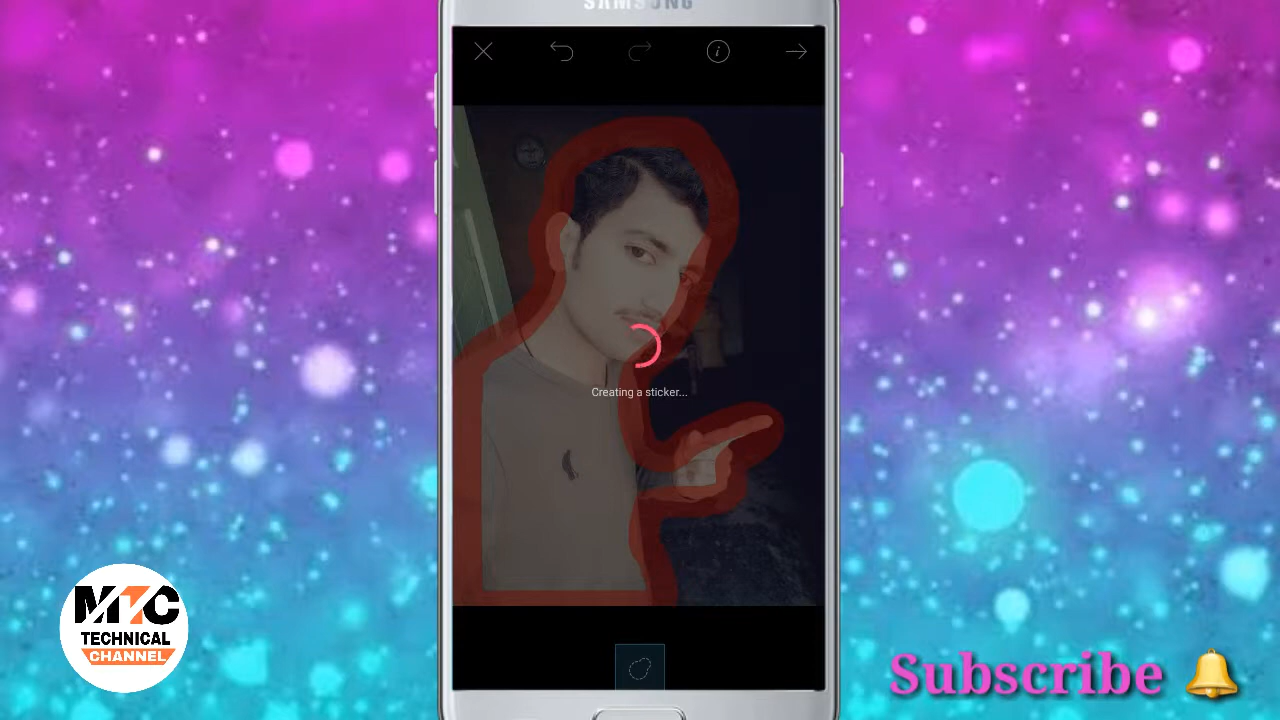 SAMSUNG
Creating a sticker...
MTC
TECHNICAL
CHANNEL
Subscribe